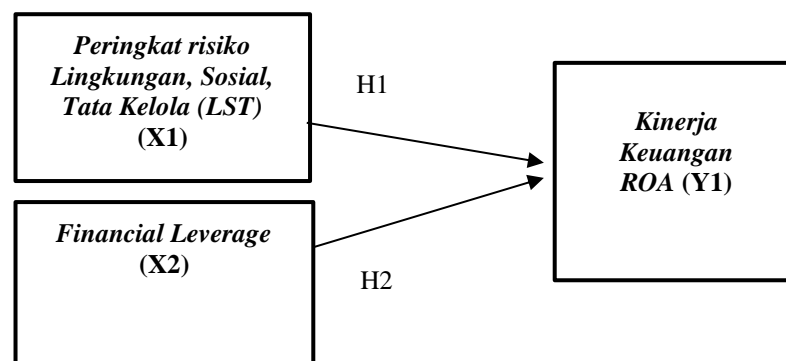 Peringkat risiko
Lingkungan, Sosial,
Tata Kelola (LST)
(X1)
H1
Kinerja
Keuangan
ROA (Y1)
Financial Leverage
(X2)
H2